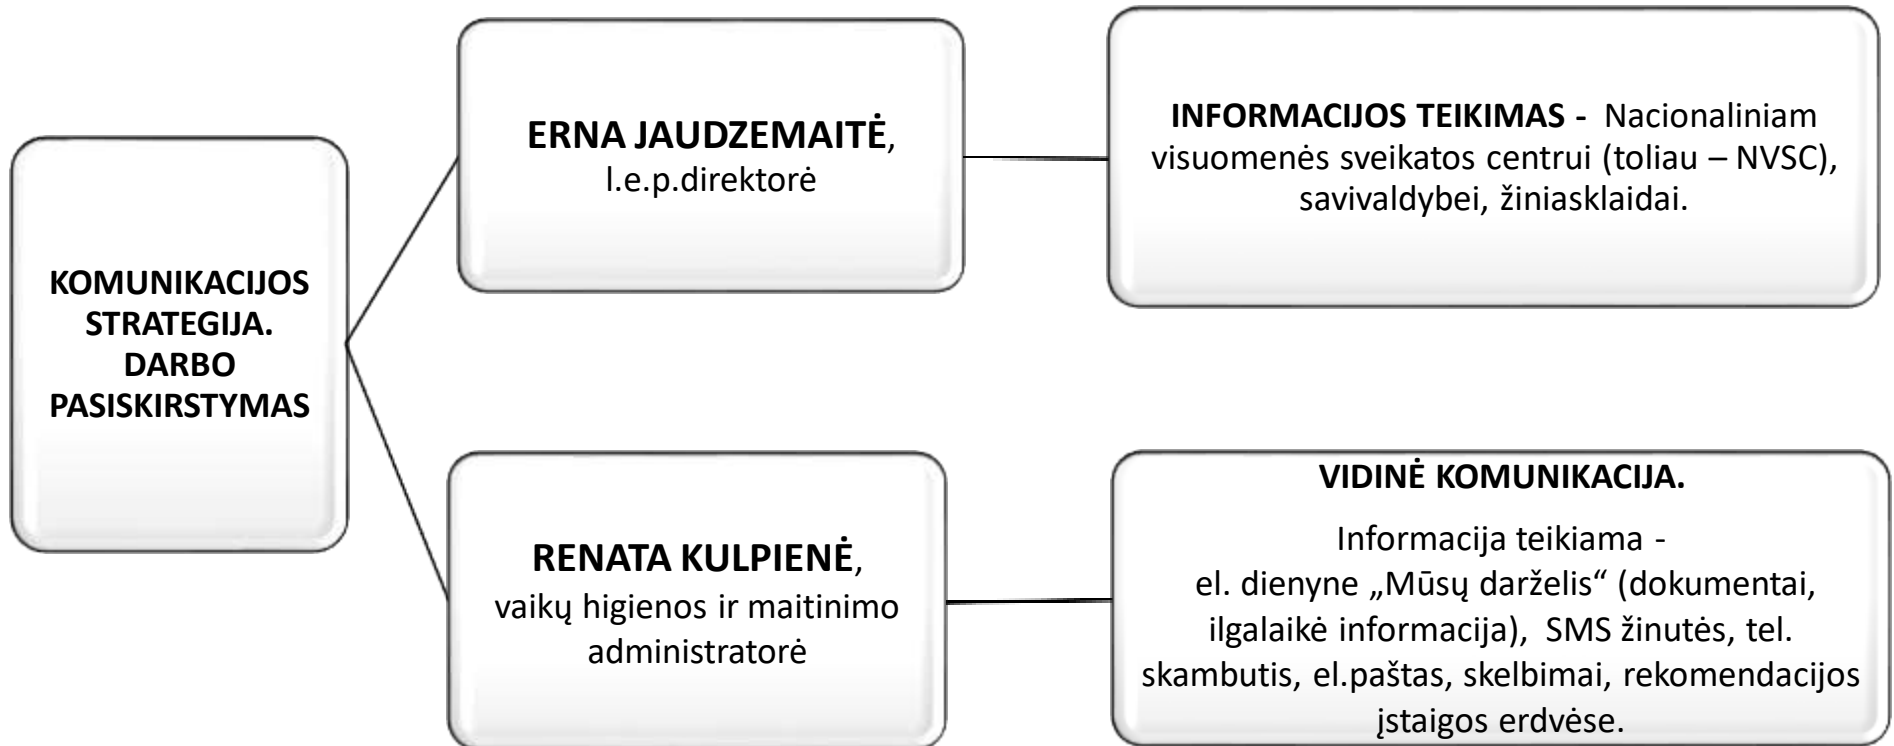 KOMUNIKACIJOS
STRATEGIJA.
DARBO
PASISKIRSTYMAS
ERNA JAUDZEMAITĖ,
l.e.p.direktorė
INFORMACIJOS TEIKIMAS - Nacionaliniam
visuomenės sveikatos centrui (toliau – NVSC),
savivaldybei, žiniasklaidai.
RENATA KULPIENĖ,
vaikų higienos ir maitinimo
administratorė
VIDINĖ KOMUNIKACIJA.
Informacija teikiama -
el. dienyne „Mūsų darželis“ (dokumentai,
ilgalaikė informacija), SMS žinutės, tel.
skambutis, el.paštas, skelbimai, rekomendacijos
įstaigos erdvėse.